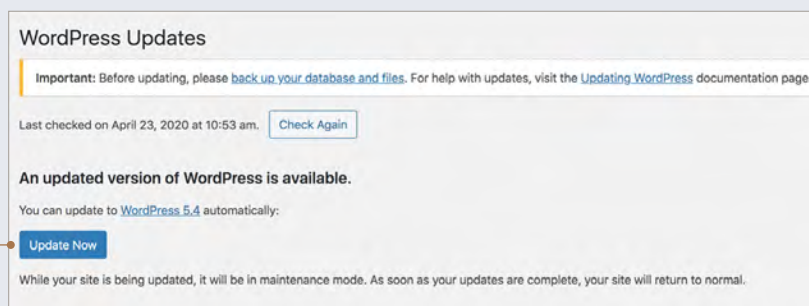 WordPress Updates
Important: Before updating, please back up your database and files. For help with updates, visit the Updating WordPress documentation page
Last checked on April 23, 2020 at 10:53 am. Check Again
An updated version of WordPress is available.
You can update to WordPress 5.4 automatically:
Update Now
While your site is being updated, it will be in maintenance mode. As soon as your updates are complete, your site will return to normal.